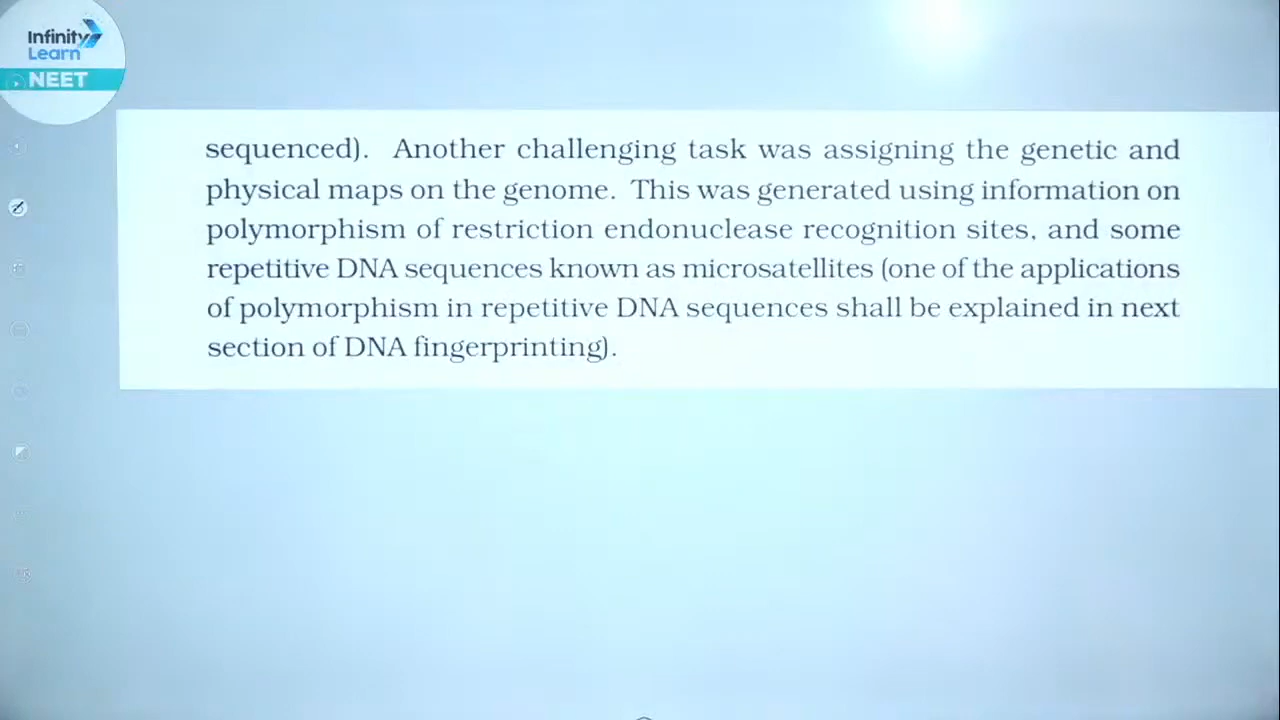 Infinity
Learn
NEET
sequenced). Another challenging task was assigning the genetic and
physical maps on the genome. This was generated using information on
polymorphism of restriction endonuclease recognition sites, and some
repetitive DNA sequences known as microsatellites (one of the applications
of polymorphism in repetitive DNA sequences shall be explained in next
section of DNA fingerprinting).